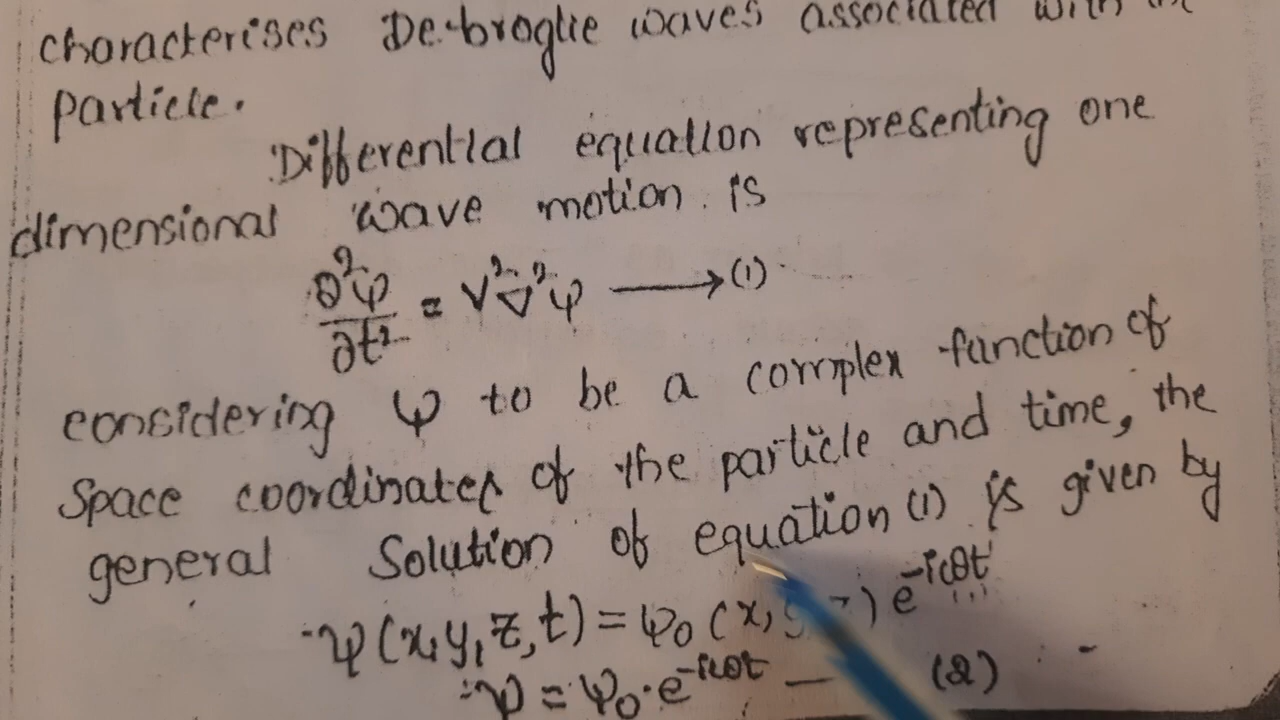 characterises De-broglie waves associated with the
particle.
Differential equation representing one
dimensional wave motion is
∂²ψ/∂t² = v²∇²ψ ⟶ (1)
considering ψ to be a complex function of
space coordinates of the particle and time, the
general solution of equation (1) is given by
ψ(x,y,z,t) = ψ₀ (x, y, z) e^-iωt
ψ = ψ₀.e^-iωt — (2)